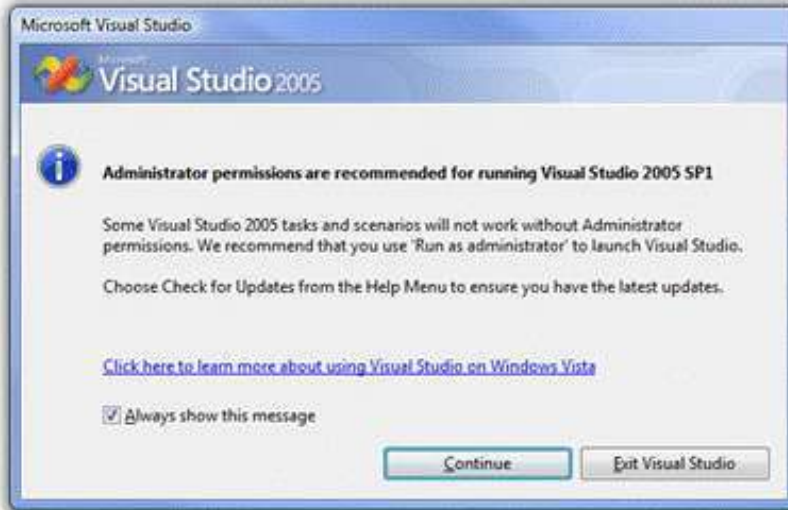 Microsoft Visual Studio
Microsoft
Visual Studio 2005
Administrator permissions are recommended for running Visual Studio 2005 SP1
Some Visual Studio 2005 tasks and scenarios will not work without Administrator
permissions. We recommend that you use 'Run as administrator' to launch Visual Studio.
Choose Check for Updates from the Help Menu to ensure you have the latest updates.
Click here to learn more about using Visual Studio on Windows Vista
Always show this message
Continue
Exit Visual Studio